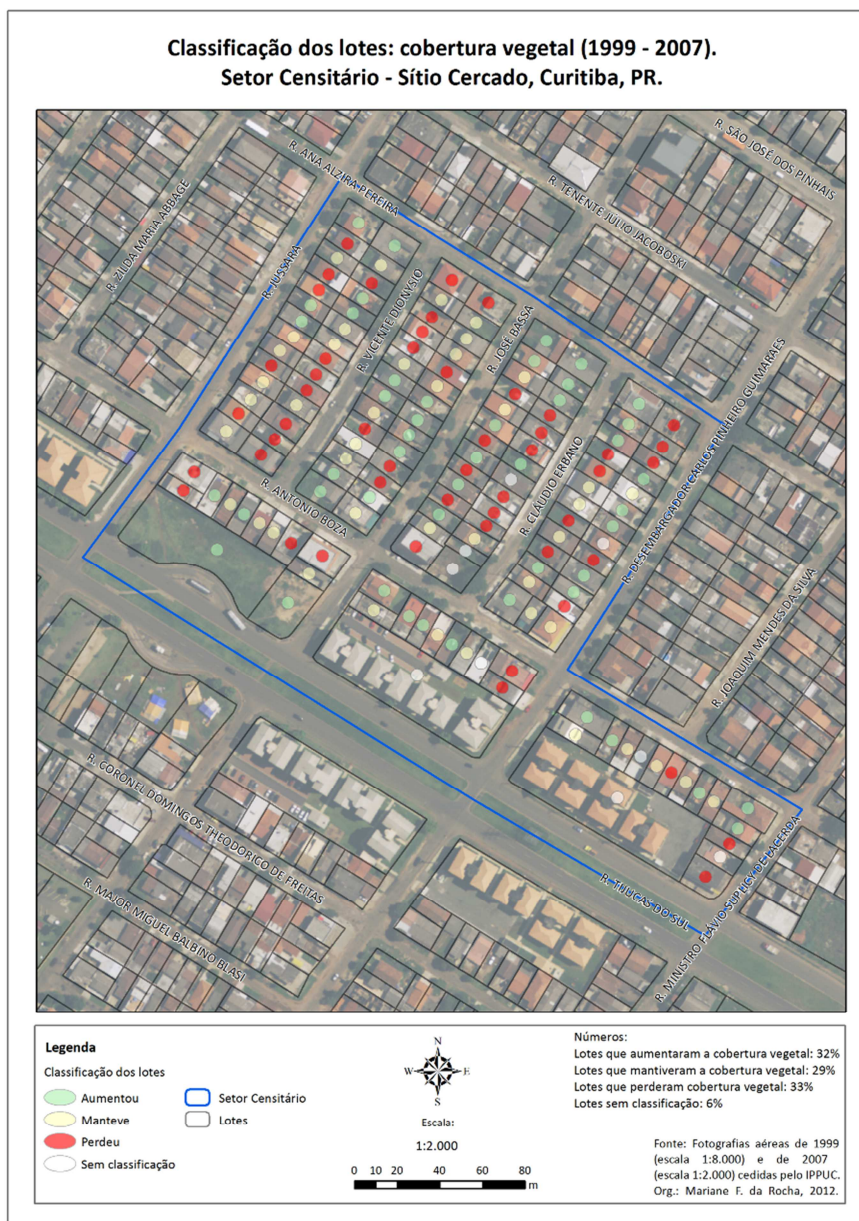 Classificação dos lotes: cobertura vegetal (1999 - 2007).
Setor Censitário - Sítio Cercado, Curitiba, PR.
R. SÃO JOSÉ DOS PINHAIS
R. ANA ALZIRA PEREIRA
R. TENENTE JULIO JACOBOSKI
R. ZILDA MARIA ABBAGE
R. JUSSARA
R. VICENTE DIONYSIO
R. JOSÉ BASSA
R. CLÁUDIO ERBANO
R. DESEMBARGADOR CARLOS PINHEIRO GUIMARAES
R. ANTONIO BOZA
R. JOAQUIM MENDES DA SILVA
R. CORONEL DOMINGOS THEODORICO DE FREITAS
R. MAJOR MIGUEL BALBINO BLASI
R. TIJUCAS DO SUL
R. MINISTRO FLÁVIO SUPLICY DE LACERDA
Legenda
Classificação dos lotes
Aumentou
Manteve
Perdeu
Sem classificação
Setor Censitário
Lotes
N
W E
S
Escala:
1:2.000
0 10 20 40 60 80
m
Números:
Lotes que aumentaram a cobertura vegetal: 32%
Lotes que mantiveram a cobertura vegetal: 29%
Lotes que perderam cobertura vegetal: 33%
Lotes sem classificação: 6%
Fonte: Fotografias aéreas de 1999
(escala 1:8.000) e de 2007
(escala 1:2.000) cedidas pelo IPPUC.
Org.: Mariane F. da Rocha, 2012.